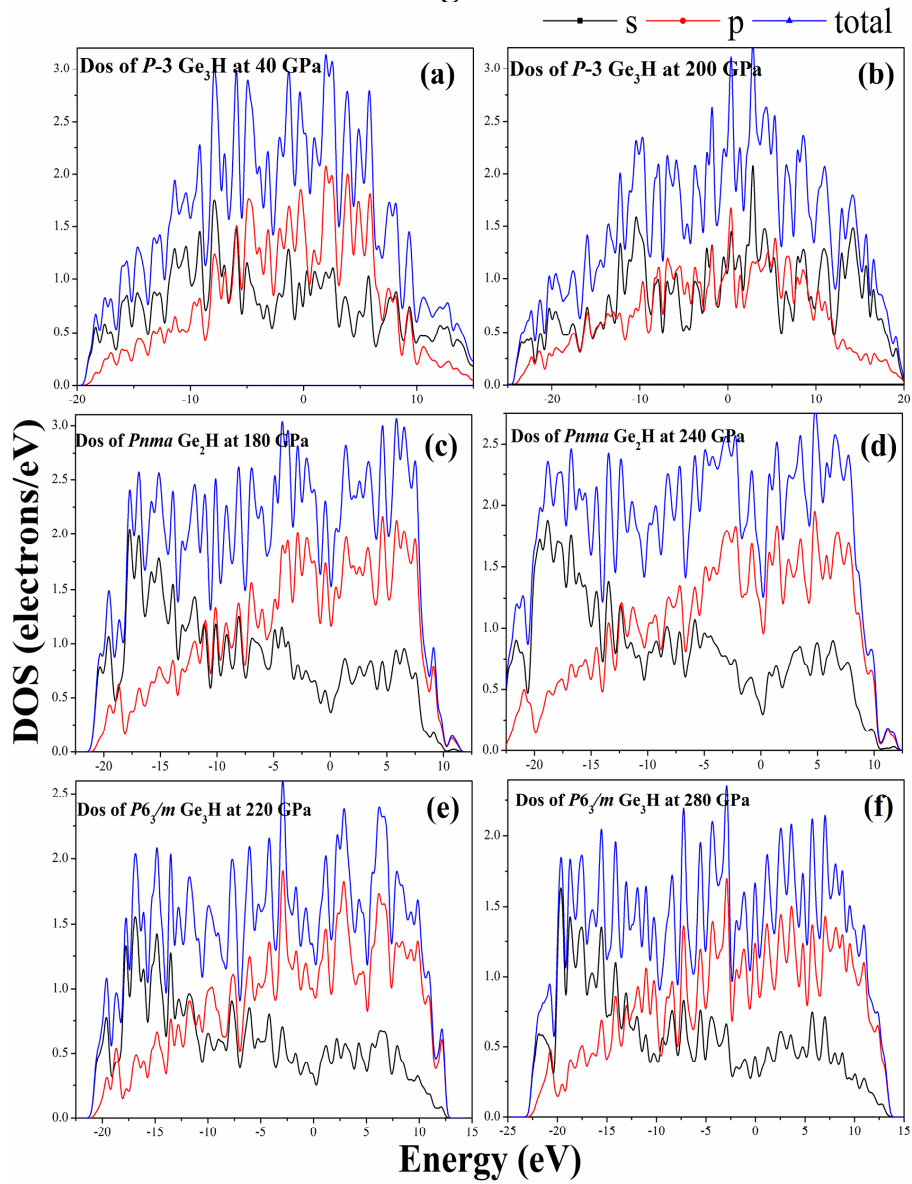 s p total
Dos of P-3 Ge3H at 40 GPa (a)
Dos of P-3 Ge3H at 200 GPa (b)
3.0 2.5 2.0 1.5 1.0 0.5 0.0
-20 -10 0 10
3.0 2.5 2.0 1.5 1.0 0.5 0.0
-20 -10 0 10 20
Dos of Pnma Ge2H at 180 GPa (c)
Dos of Pnma Ge2H at 240 GPa (d)
3.0 2.5 2.0 1.5 1.0 0.5 0.0
-20 -15 -10 -5 0 5 10
2.5 2.0 1.5 1.0 0.5 0.0
-20 -15 -10 -5 0 5 10
Dos of P63/m Ge3H at 220 GPa (e)
Dos of P63/m Ge3H at 280 GPa (f)
2.5 2.0 1.5 1.0 0.5 0.0
-20 -15 -10 -5 0 5 10 15
2.0 1.5 1.0 0.5 0.0
-25 -20 -15 -10 -5 0 5 10 15
DOS (electrons/eV)
Energy (eV)